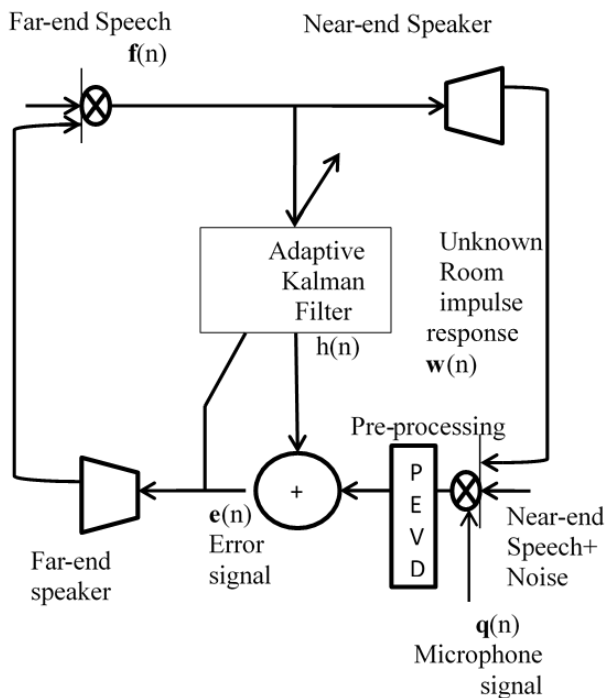 Far-end Speech
f(n)
Near-end Speaker
Adaptive
Kalman
Filter
h(n)
Unknown
Room
impulse
response
w(n)
Pre-processing
P
E
V
D
+
e(n)
Error
signal
Far-end
speaker
Near-end
Speech+
Noise
q(n)
Microphone
signal